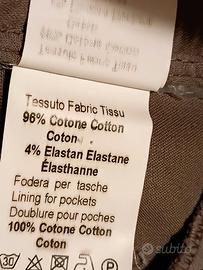 Tessuto Fabric Tissu
96% Cotone Cotton
Coton
4% Elastan Elastane
Élasthanne
Fodera per tasche
Lining for pockets
Doublure pour poches
100% Cotone Cotton
Coton
30
subito